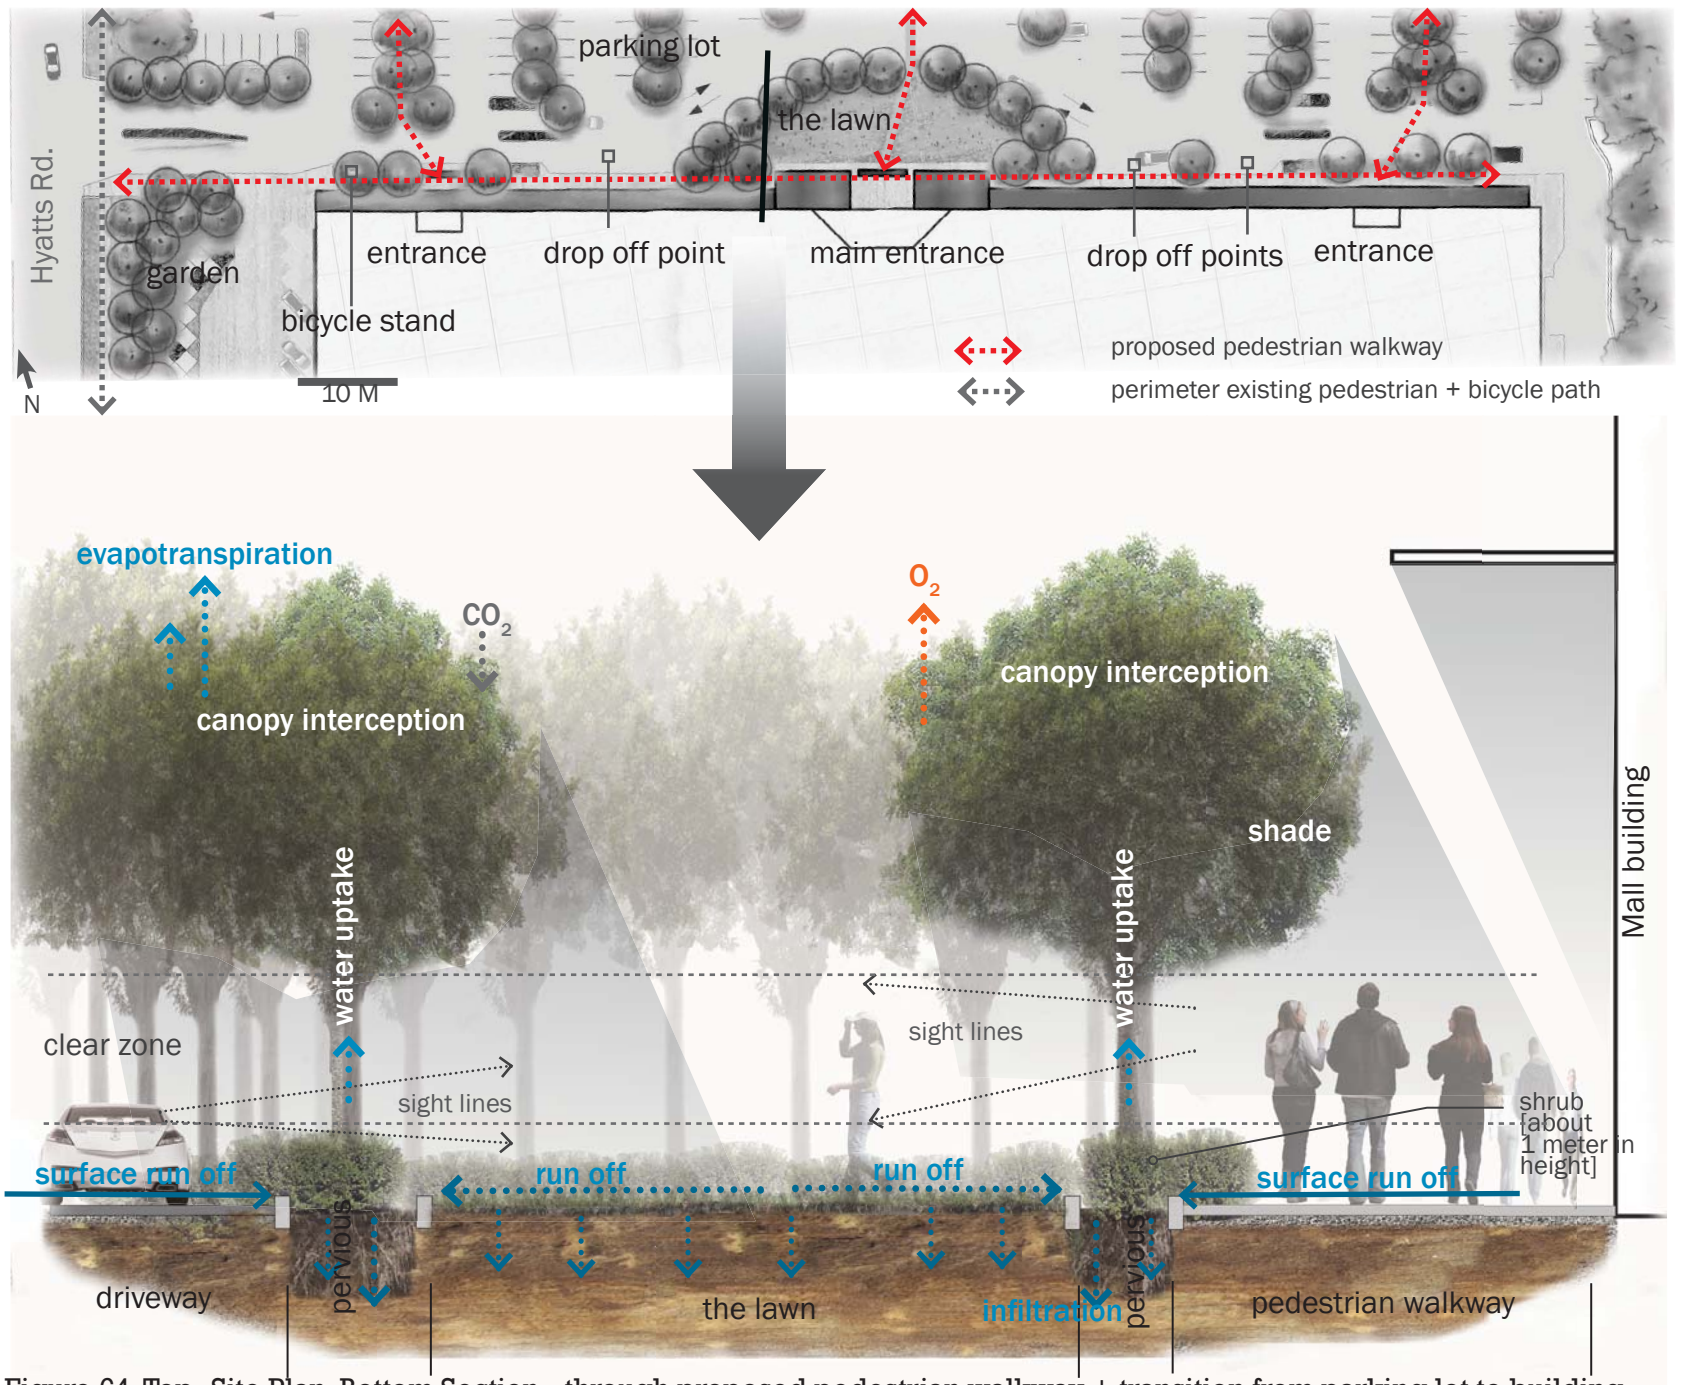 parking lot
the lawn
Hyatts Rd.
garden
entrance
drop off point
main entrance
drop off points
entrance
bicycle stand
proposed pedestrian walkway
perimeter existing pedestrian + bicycle path
N
10 M
evapotranspiration
CO2
O2
canopy interception
canopy interception
shade
water uptake
water uptake
Mall building
clear zone
sight lines
sight lines
shrub
[about
1 meter in
height]
surface run off
run off
run off
surface run off
pervious
pervious
driveway
the lawn
infiltration
pedestrian walkway